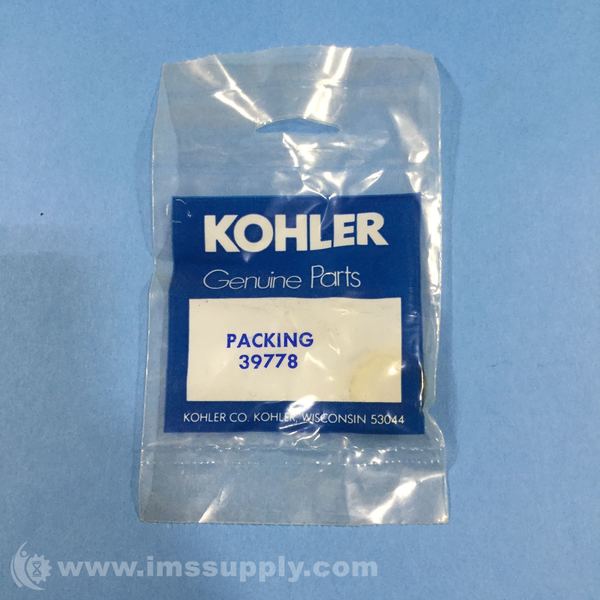 KOHLER
Genuine Parts
PACKING
39778
KOHLER CO. KOHLER, WISCONSIN 53044
www.imssupply.com